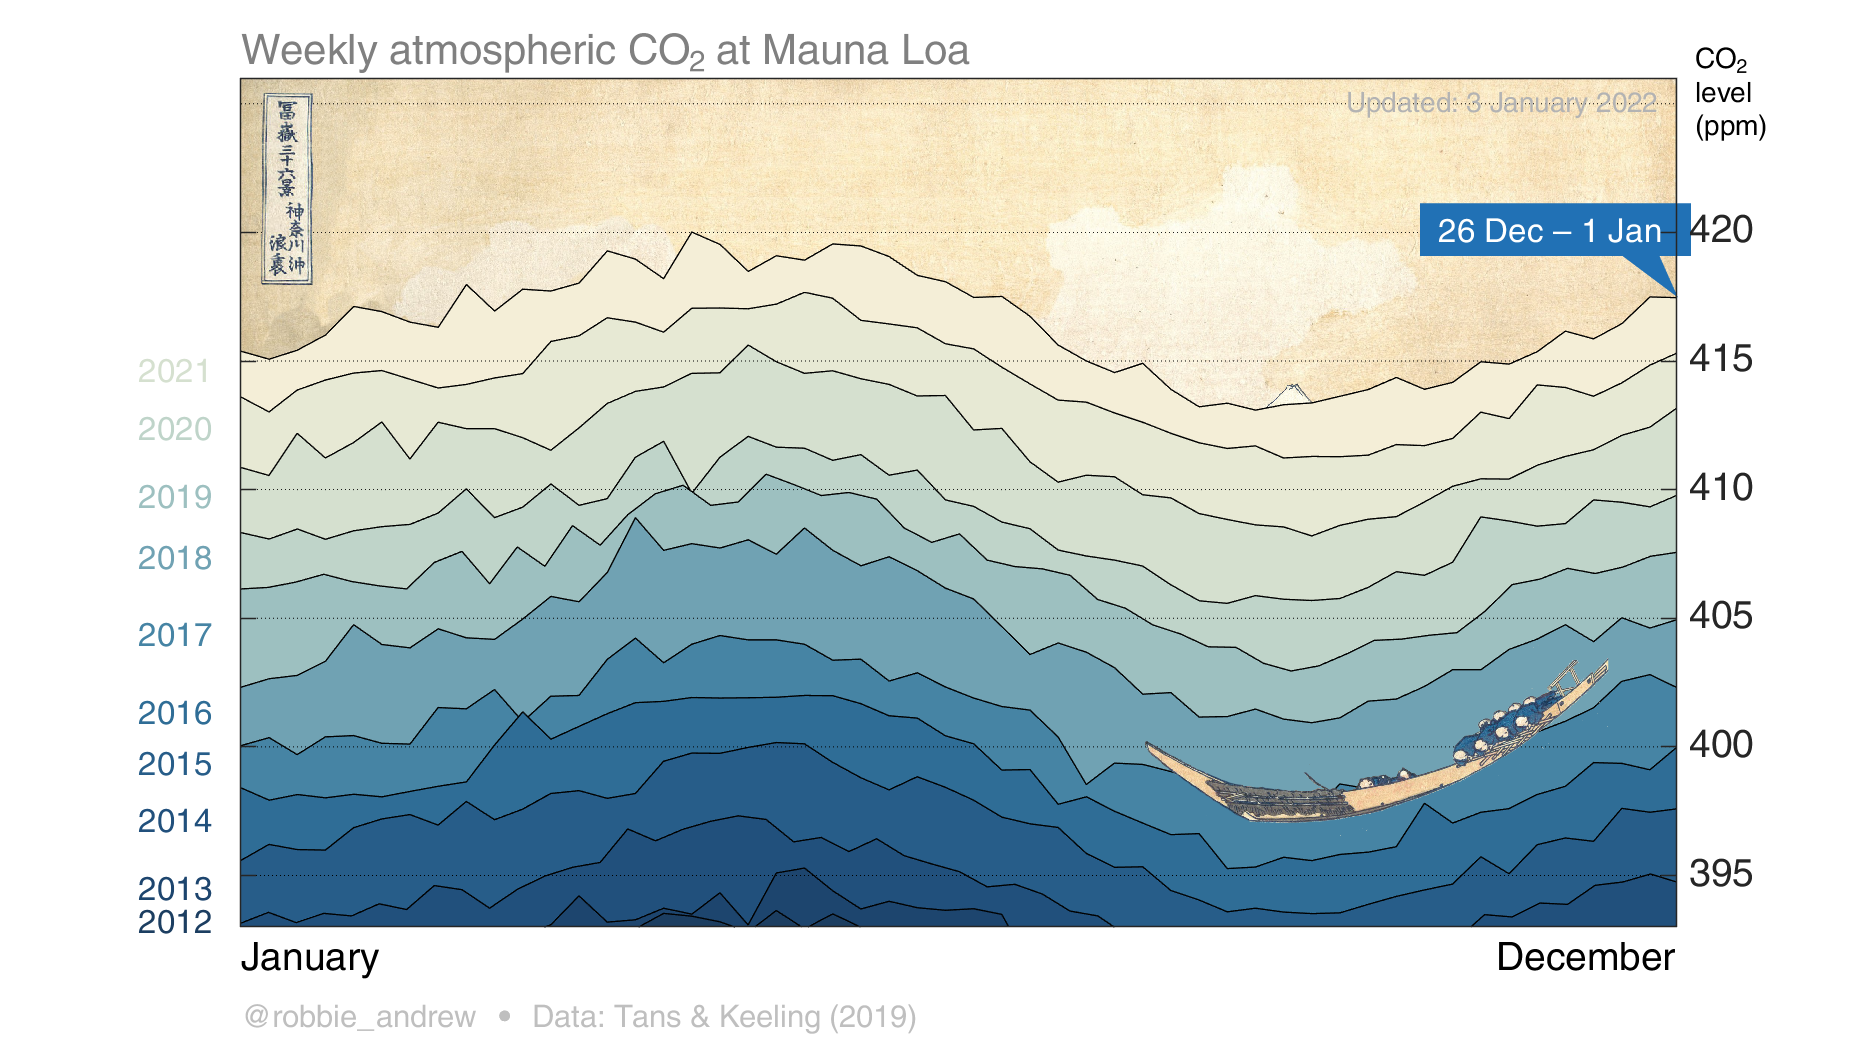 Weekly atmospheric CO₂ at Mauna Loa
CO₂
level
(ppm)
Updated: 3 January 2022
冨嶽三十六景
神奈川沖
浪裏
26 Dec – 1 Jan
420
415
410
405
400
395
2021
2020
2019
2018
2017
2016
2015
2014
2013
2012
January
December
@robbie_andrew • Data: Tans & Keeling (2019)